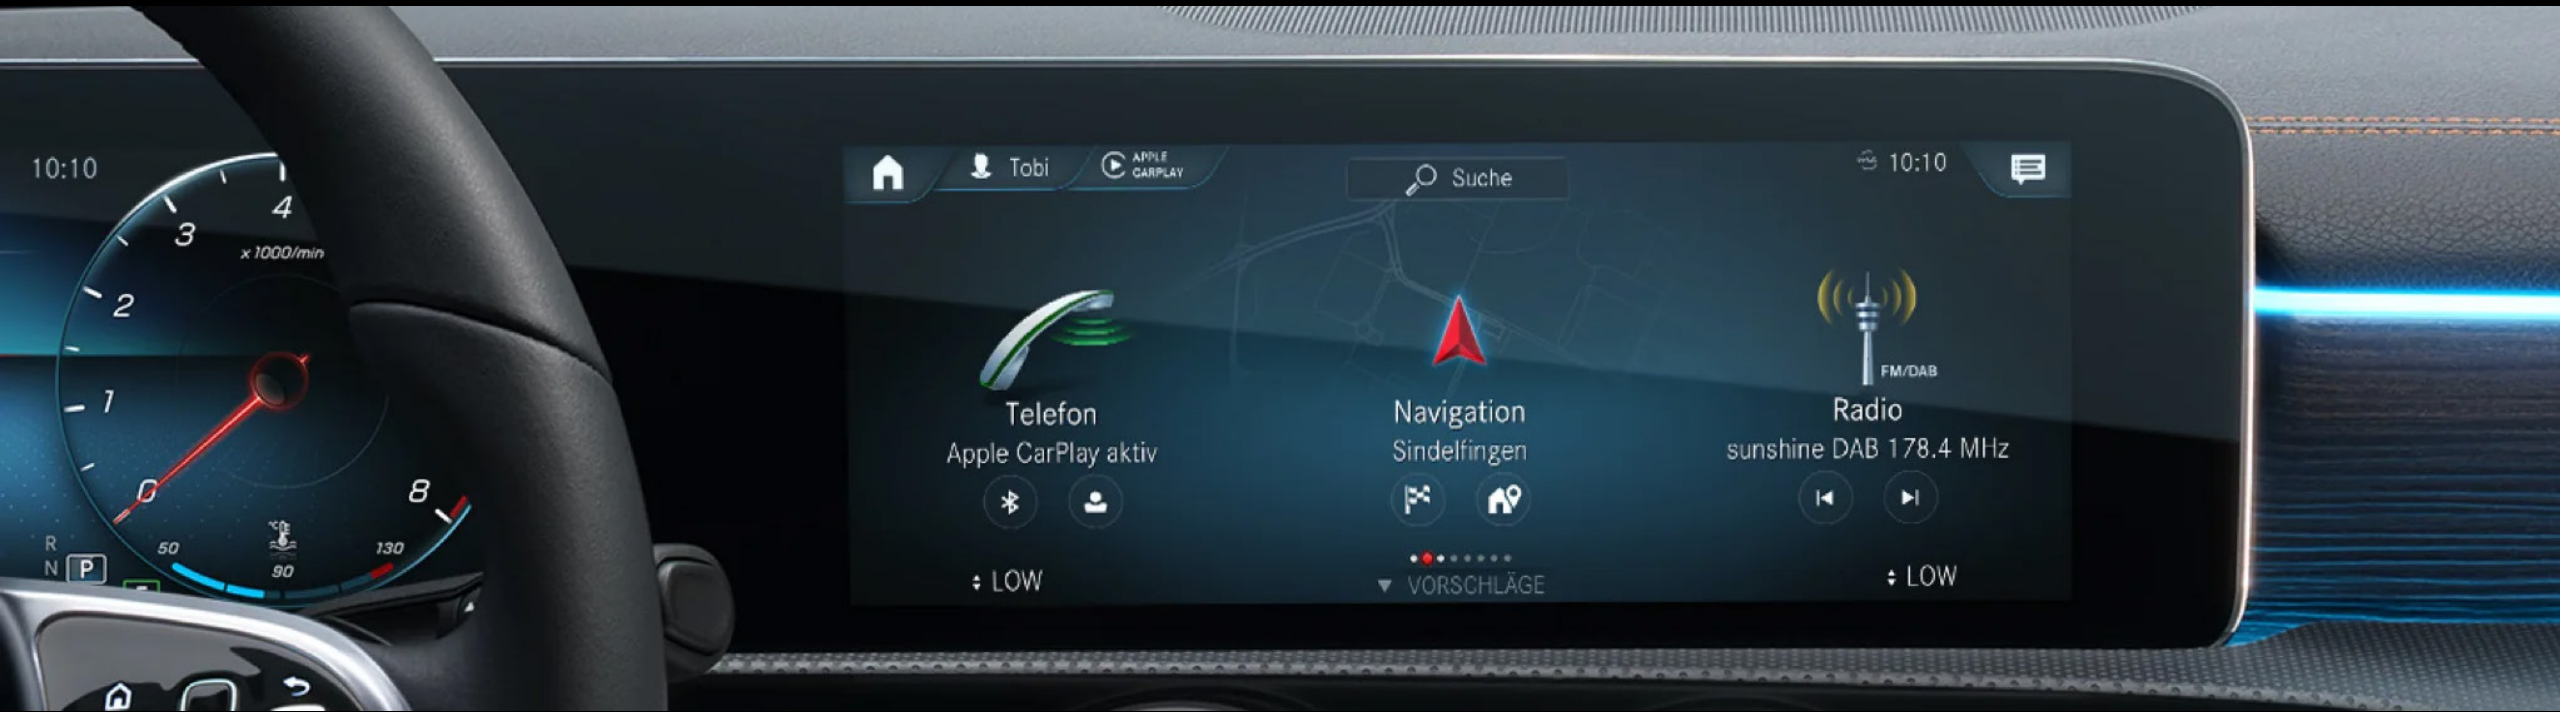 10:10
4
3
x 1000/min
2
1
0
8
50
130
90
R
N P
Tobi
APPLE
CARPLAY
Suche
10:10
Telefon
Apple CarPlay aktiv
Navigation
Sindelfingen
FM/DAB
Radio
sunshine DAB 178.4 MHz
LOW
VORSCHLÄGE
LOW